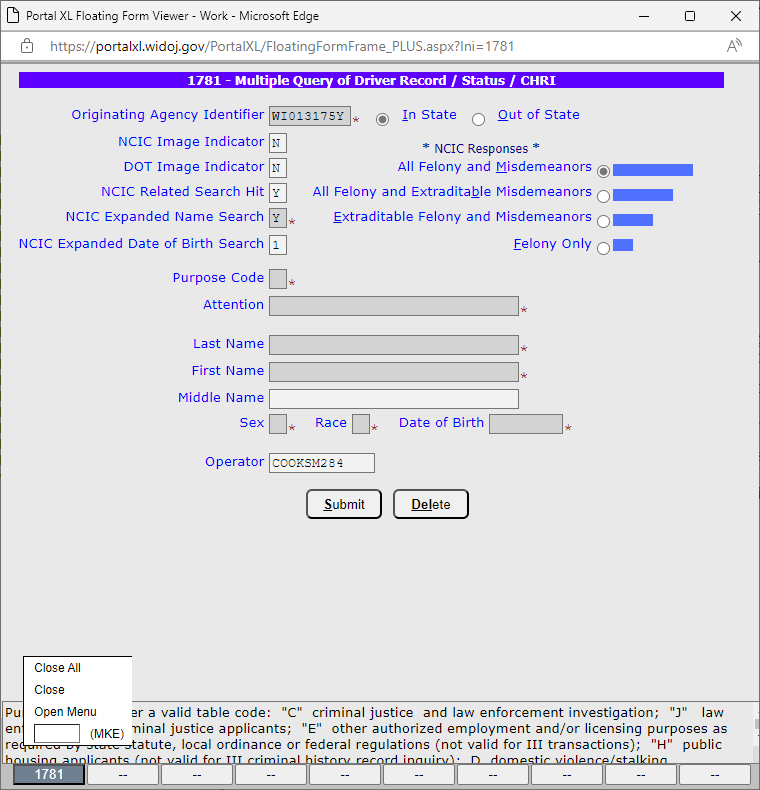 Portal XL Floating Form Viewer - Work - Microsoft Edge
https://portalxl.widoj.gov/PortalXL/FloatingFormFrame_PLUS.aspx?Ini=1781
1781 - Multiple Query of Driver Record / Status / CHRI
Originating Agency Identifier WI013175Y * In State Out of State
NCIC Image Indicator N
* NCIC Responses *
DOT Image Indicator N All Felony and Misdemeanors
NCIC Related Search Hit Y All Felony and Extraditable Misdemeanors
NCIC Expanded Name Search Y * Extraditable Felony and Misdemeanors
NCIC Expanded Date of Birth Search 1 Felony Only
Purpose Code *
Attention *
Last Name *
First Name *
Middle Name
Sex * Race * Date of Birth *
Operator COOKSM284
Submit Delete
Close All
Close
Open Menu
(MKE)
Pu er a valid table code: "C" criminal justice and law enforcement investigation; "J" law
en minal justice applicants; "E" other authorized employment and/or licensing purposes as
required by state statute, local ordinance or federal regulations (not valid for III transactions); "H" public
housing applicants (not valid for III criminal history record inquiry); D domestic violence/stalking
1781 -- -- -- -- -- -- -- -- --